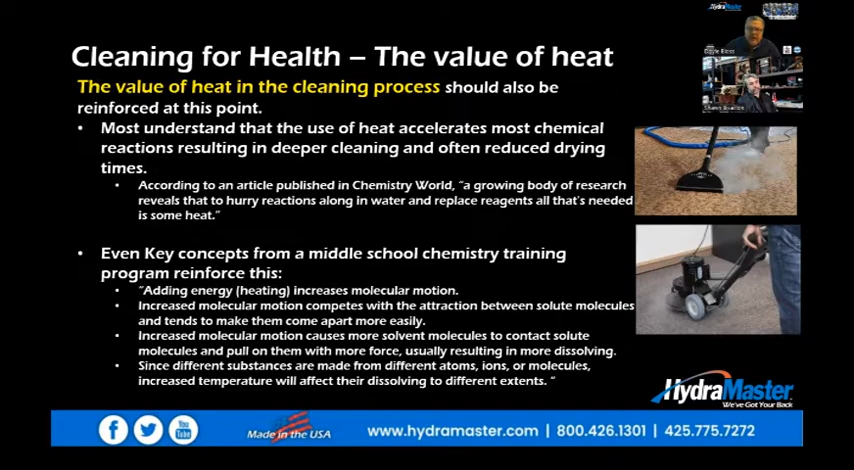 HydraMaster
Cleaning for Health – The value of heat
The value of heat in the cleaning process should also be
reinforced at this point.
• Most understand that the use of heat accelerates most chemical
reactions resulting in deeper cleaning and often reduced drying
times.
• According to an article published in Chemistry World, “a growing body of research
reveals that to hurry reactions along in water and replace reagents all that's needed
is some heat.”
• Even Key concepts from a middle school chemistry training
program reinforce this:
• “Adding energy (heating) increases molecular motion.
• Increased molecular motion competes with the attraction between solute molecules
and tends to make them come apart more easily.
• Increased molecular motion causes more solvent molecules to contact solute
molecules and pull on them with more force, usually resulting in more dissolving.
• Since different substances are made from different atoms, ions, or molecules,
increased temperature will affect their dissolving to different extents. “
HydraMaster
We've Got Your Back
f
You
Tube
Made in the USA
www.hydramaster.com | 800.426.1301 | 425.775.7272